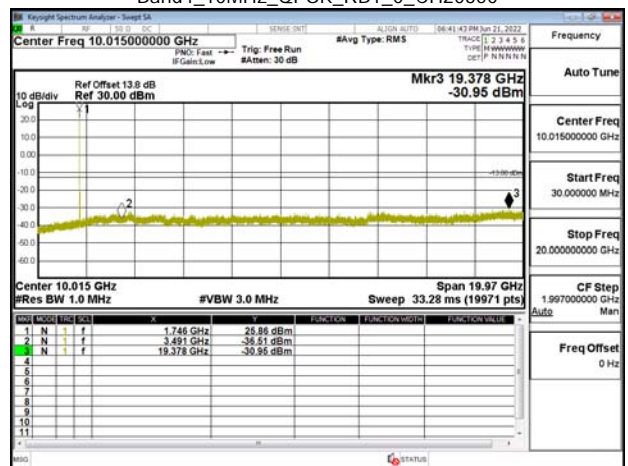 Keysight Spectrum Analyzer - Swept SA
R RF 50 Ω DC SENSE:INT ALIGN AUTO 06:41:43 PM Jun 21, 2022
Center Freq 10.015000000 GHz
PNO: Fast
IFGain:Low
Trig: Free Run
#Atten: 30 dB
#Avg Type: RMS
TRACE 1 2 3 4 5 6
TYPE M WWWWW
DET P N N N N N
Frequency
Mkr3 19.378 GHz
-30.95 dBm
Ref Offset 13.8 dB
10 dB/div Ref 30.00 dBm
Log
Auto Tune
20.0
10.0
0.00
-10.0
-20.0
-30.0
-40.0
-50.0
-60.0
1
2
3
-13.00 dBm
Center Freq
10.015000000 GHz
Start Freq
30.000000 MHz
Stop Freq
20.000000000 GHz
Center 10.015 GHz Span 19.97 GHz
#Res BW 1.0 MHz #VBW 3.0 MHz Sweep 33.28 ms (19971 pts)
CF Step
1.997000000 GHz
Auto Man
MKR MODE TRC SCL X Y FUNCTION FUNCTION WIDTH FUNCTION VALUE
1 N 1 f 1.746 GHz 25.86 dBm
2 N 1 f 3.491 GHz -36.51 dBm
3 N 1 f 19.378 GHz -30.95 dBm
4
5
6
7
8
9
10
11
Freq Offset
0 Hz
MSG STATUS